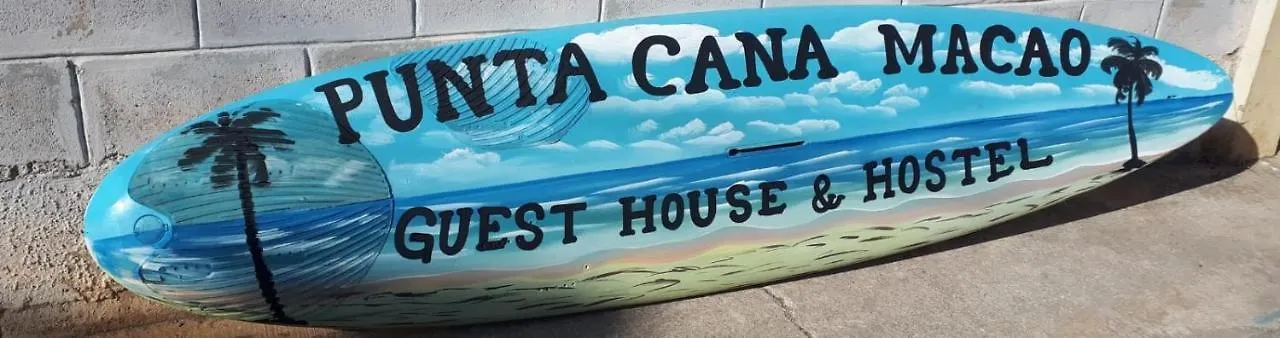 PUNTA CANA MACAO
GUEST HOUSE & HOSTEL